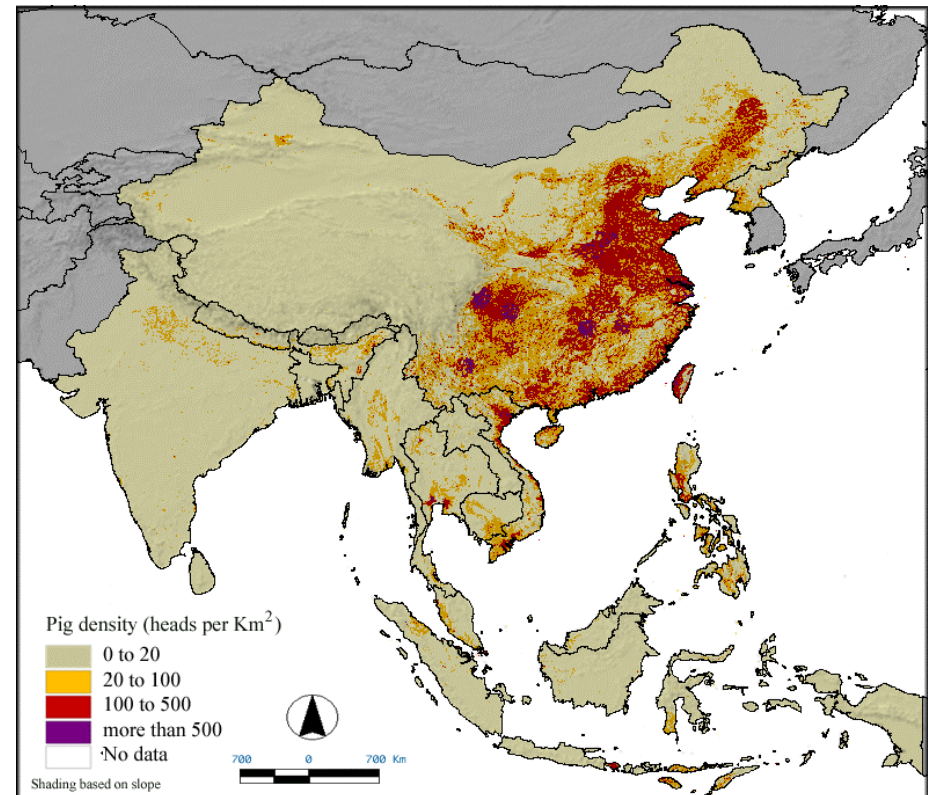 Pig density (heads per Km²)
0 to 20
20 to 100
100 to 500
more than 500
No data
Shading based on slope
700 0 700 Km